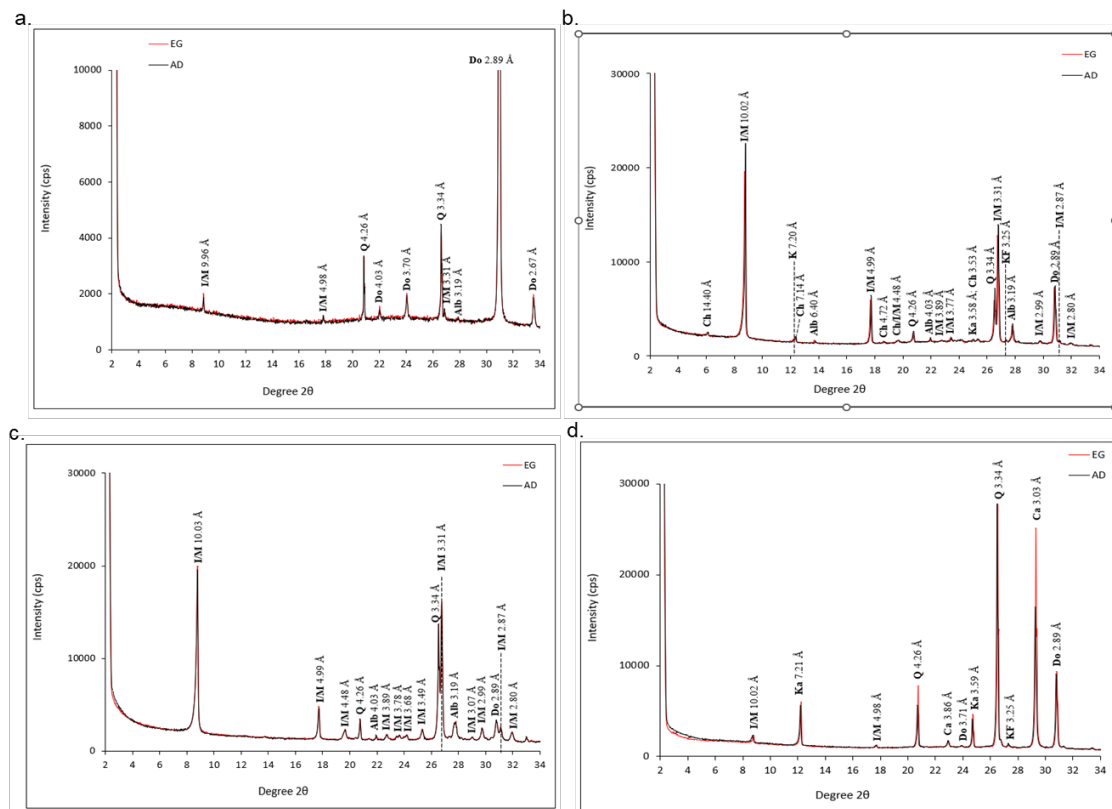 a.
EG
AD
Intensity (cps)
10000
8000
6000
4000
2000
0
I/M 9.96 Å
I/M 4.98 Å
Q 4.26 Å
Do 4.03 Å
Do 3.70 Å
Q 3.34 Å
I/M 3.31 Å
Alb 3.19 Å
Do 2.89 Å
Do 2.67 Å
2 4 6 8 10 12 14 16 18 20 22 24 26 28 30 32 34
Degree 2θ
b.
EG
AD
Intensity (cps)
30000
20000
10000
0
Ch 14.40 Å
I/M 10.02 Å
K 7.20 Å
Ch 7.14 Å
Alb 6.40 Å
I/M 4.99 Å
Ch 4.72 Å
Ch/I/M 4.48 Å
Q 4.26 Å
Alb 4.03 Å
I/M 3.89 Å
I/M 3.77 Å
Ka 3.58 Å; Ch 3.53 Å
Q 3.34 Å
I/M 3.31 Å
KF 3.25 Å
Alb 3.19 Å
I/M 2.99 Å
Do 2.89 Å
I/M 2.87 Å
I/M 2.80 Å
2 4 6 8 10 12 14 16 18 20 22 24 26 28 30 32 34
Degree 2θ
c.
EG
AD
Intensity (cps)
30000
20000
10000
0
I/M 10.03 Å
I/M 4.99 Å
I/M 4.48 Å
Q 4.26 Å
Alb 4.03 Å
I/M 3.89 Å
I/M 3.78 Å
I/M 3.68 Å
I/M 3.49 Å
Q 3.34 Å
I/M 3.31 Å
Alb 3.19 Å
I/M 3.07 Å
I/M 2.99 Å
Do 2.89 Å
I/M 2.87 Å
I/M 2.80 Å
2 4 6 8 10 12 14 16 18 20 22 24 26 28 30 32 34
Degree 2θ
d.
EG
AD
Intensity (cps)
30000
20000
10000
0
I/M 10.02 Å
Ka 7.21 Å
I/M 4.98 Å
Q 4.26 Å
Ca 3.86 Å
Do 3.71 Å
Ka 3.59 Å
Q 3.34 Å
KF 3.25 Å
Ca 3.03 Å
Do 2.89 Å
2 4 6 8 10 12 14 16 18 20 22 24 26 28 30 32 34
Degree 2θ